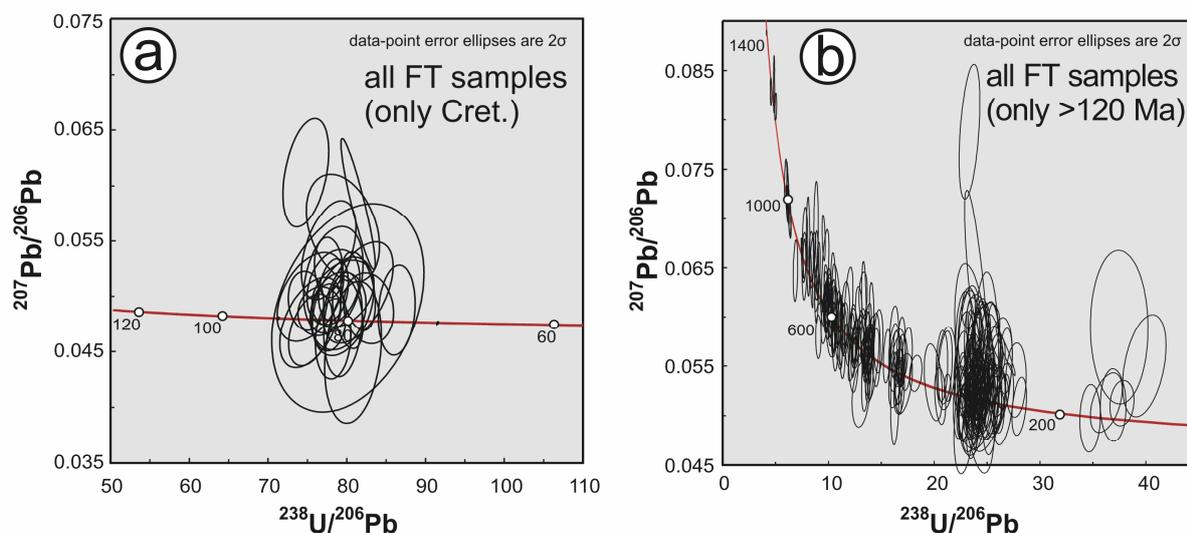 a
data-point error ellipses are 2σ
all FT samples
(only Cret.)
0.075
0.065
0.055
0.045
0.035
207Pb/206Pb
120
100
80
60
50 60 70 80 90 100 110
238U/206Pb
b
data-point error ellipses are 2σ
all FT samples
(only >120 Ma)
0.085
0.075
0.065
0.055
0.045
207Pb/206Pb
1400
1000
600
200
0 10 20 30 40
238U/206Pb